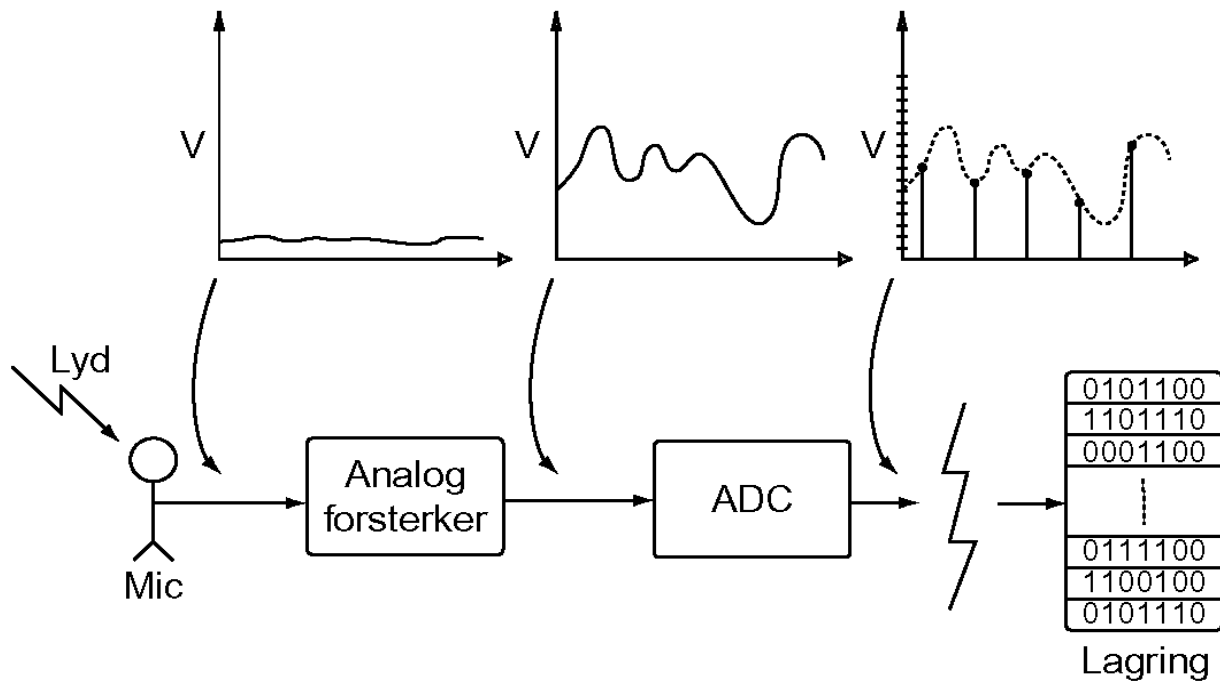 V
V
V
Lyd
Mic
Analog
forsterker
ADC
0101100
1101110
0001100
0111100
1100100
0101110
Lagring